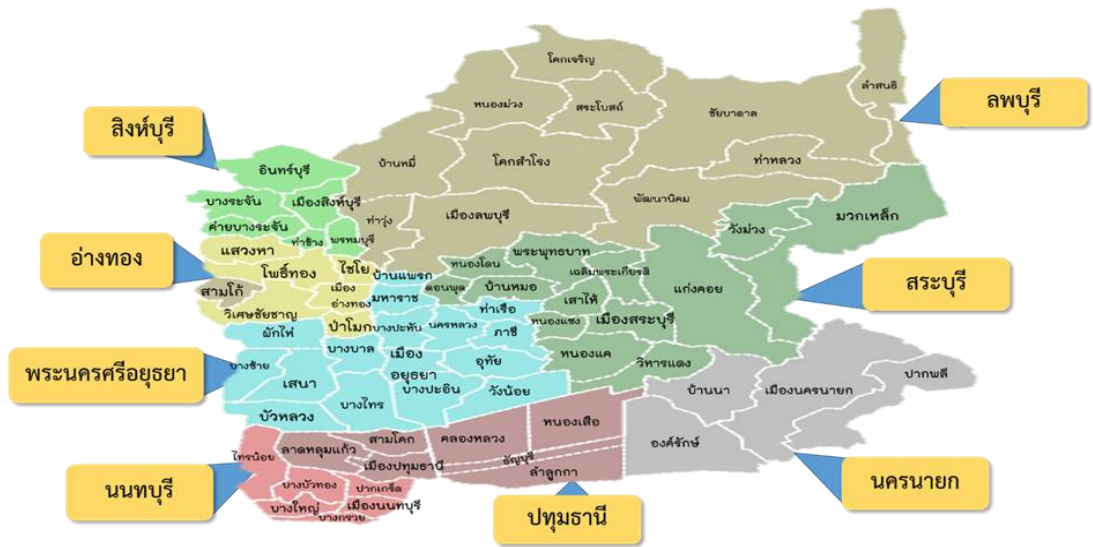 โคกเจริญ
ลำสนธิ
ลพบุรี
หนองม่วง
สระโบสถ์
ชัยบาดาล
สิงห์บุรี
อินทร์บุรี
บ้านหมี่
โคกสำโรง
ท่าหลวง
บางระจัน
เมืองสิงห์บุรี
พัฒนานิคม
ค่ายบางระจัน
ท่าช้าง
พรหมบุรี
ท่าวุ้ง
เมืองลพบุรี
วังม่วง
มวกเหล็ก
อ่างทอง
แสวงหา
โพธิ์ทอง
ไชโย
สามโก้
เมือง
อ่างทอง
วิเศษชัยชาญ
ป่าโมก
บ้านแพรก
หนองโดน
พระพุทธบาท
เฉลิมพระเกียรติ
ดอนพุด
บ้านหมอ
แก่งคอย
สระบุรี
มหาราช
ท่าเรือ
เสาไห้
หนองแซง
เมืองสระบุรี
ผักไห่
บางปะหัน
นครหลวง
ภาชี
บางบาล
เมือง
อยุธยา
อุทัย
หนองแค
วิหารแดง
พระนครศรีอยุธยา
บางซ้าย
เสนา
บางไทร
บางปะอิน
วังน้อย
บัวหลวง
บ้านนา
เมืองนครนายก
ปากพลี
องค์รักษ์
นครนายก
ไทรน้อย
ลาดหลุมแก้ว
สามโคก
คลองหลวง
หนองเสือ
เมืองปทุมธานี
ธัญบุรี
ลำลูกกา
ปทุมธานี
นนทบุรี
บางบัวทอง
ปากเกร็ด
บางใหญ่
เมืองนนทบุรี
บางกรวย